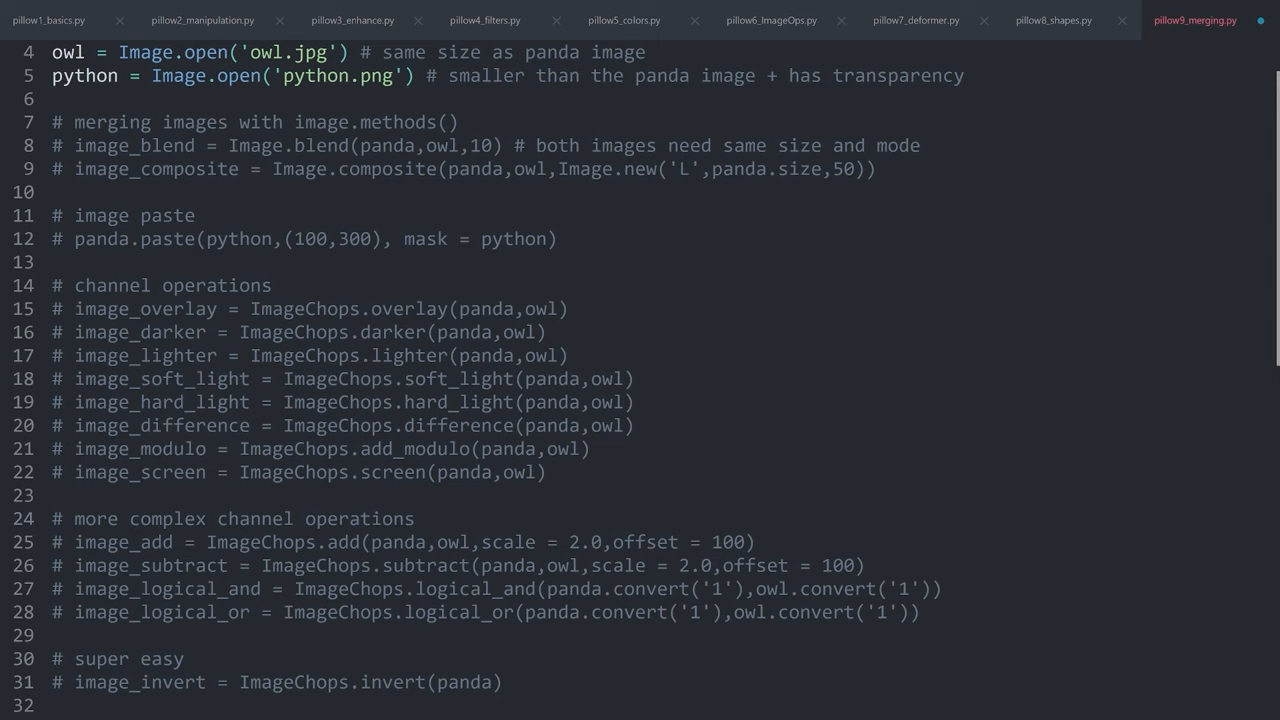 pillow1_basics.py pillow2_manipulation.py pillow3_enhance.py pillow4_filters.py pillow5_colors.py pillow6_ImageOps.py pillow7_deformer.py pillow8_shapes.py pillow9_merging.py
4 owl = Image.open('owl.jpg') # same size as panda image
5 python = Image.open('python.png') # smaller than the panda image + has transparency
6
7 # merging images with image.methods()
8 # image_blend = Image.blend(panda,owl,10) # both images need same size and mode
9 # image_composite = Image.composite(panda,owl,Image.new('L',panda.size,50))
10
11 # image paste
12 # panda.paste(python,(100,300), mask = python)
13
14 # channel operations
15 # image_overlay = ImageChops.overlay(panda,owl)
16 # image_darker = ImageChops.darker(panda,owl)
17 # image_lighter = ImageChops.lighter(panda,owl)
18 # image_soft_light = ImageChops.soft_light(panda,owl)
19 # image_hard_light = ImageChops.hard_light(panda,owl)
20 # image_difference = ImageChops.difference(panda,owl)
21 # image_modulo = ImageChops.add_modulo(panda,owl)
22 # image_screen = ImageChops.screen(panda,owl)
23
24 # more complex channel operations
25 # image_add = ImageChops.add(panda,owl,scale = 2.0,offset = 100)
26 # image_subtract = ImageChops.subtract(panda,owl,scale = 2.0,offset = 100)
27 # image_logical_and = ImageChops.logical_and(panda.convert('1'),owl.convert('1'))
28 # image_logical_or = ImageChops.logical_or(panda.convert('1'),owl.convert('1'))
29
30 # super easy
31 # image_invert = ImageChops.invert(panda)
32